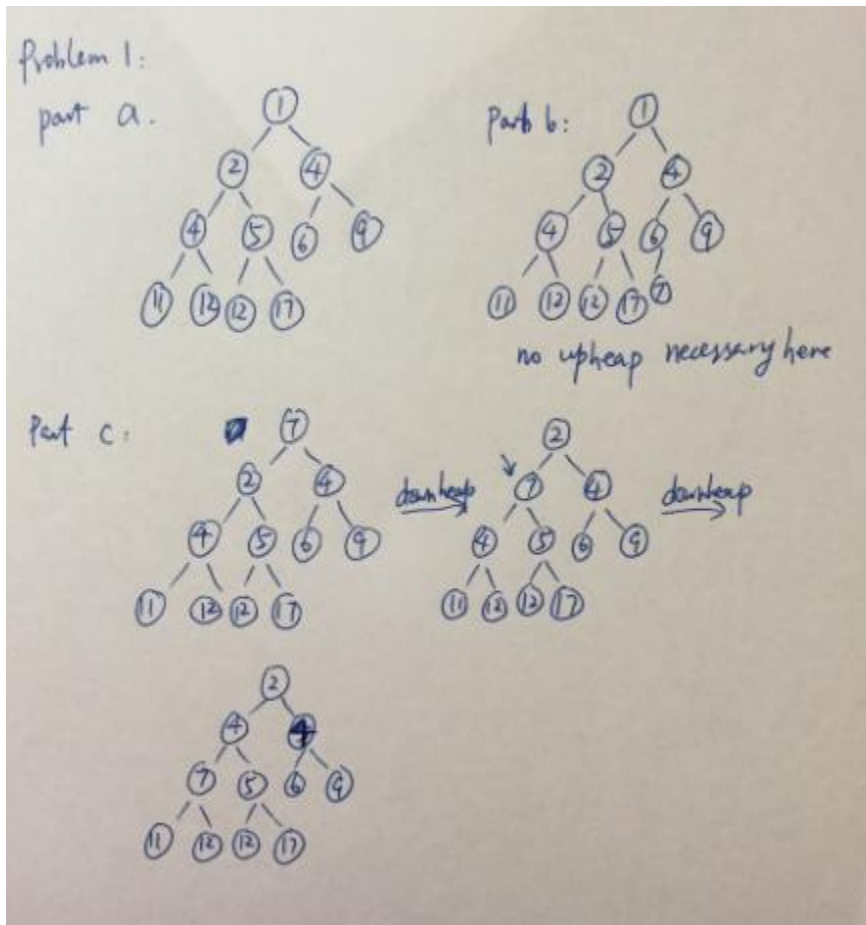 Problem 1:
part a.
1
2 4
4 5 6 9
11 12 12 17
Part b:
1
2 4
4 5 6 9
11 12 12 17 7
no upheap necessary here
Part c:
7
2 4
4 5 6 9
11 12 12 17
downheap
2
7 4
4 5 6 9
11 12 12 17
downheap
2
4 4
7 5 6 9
11 12 12 17